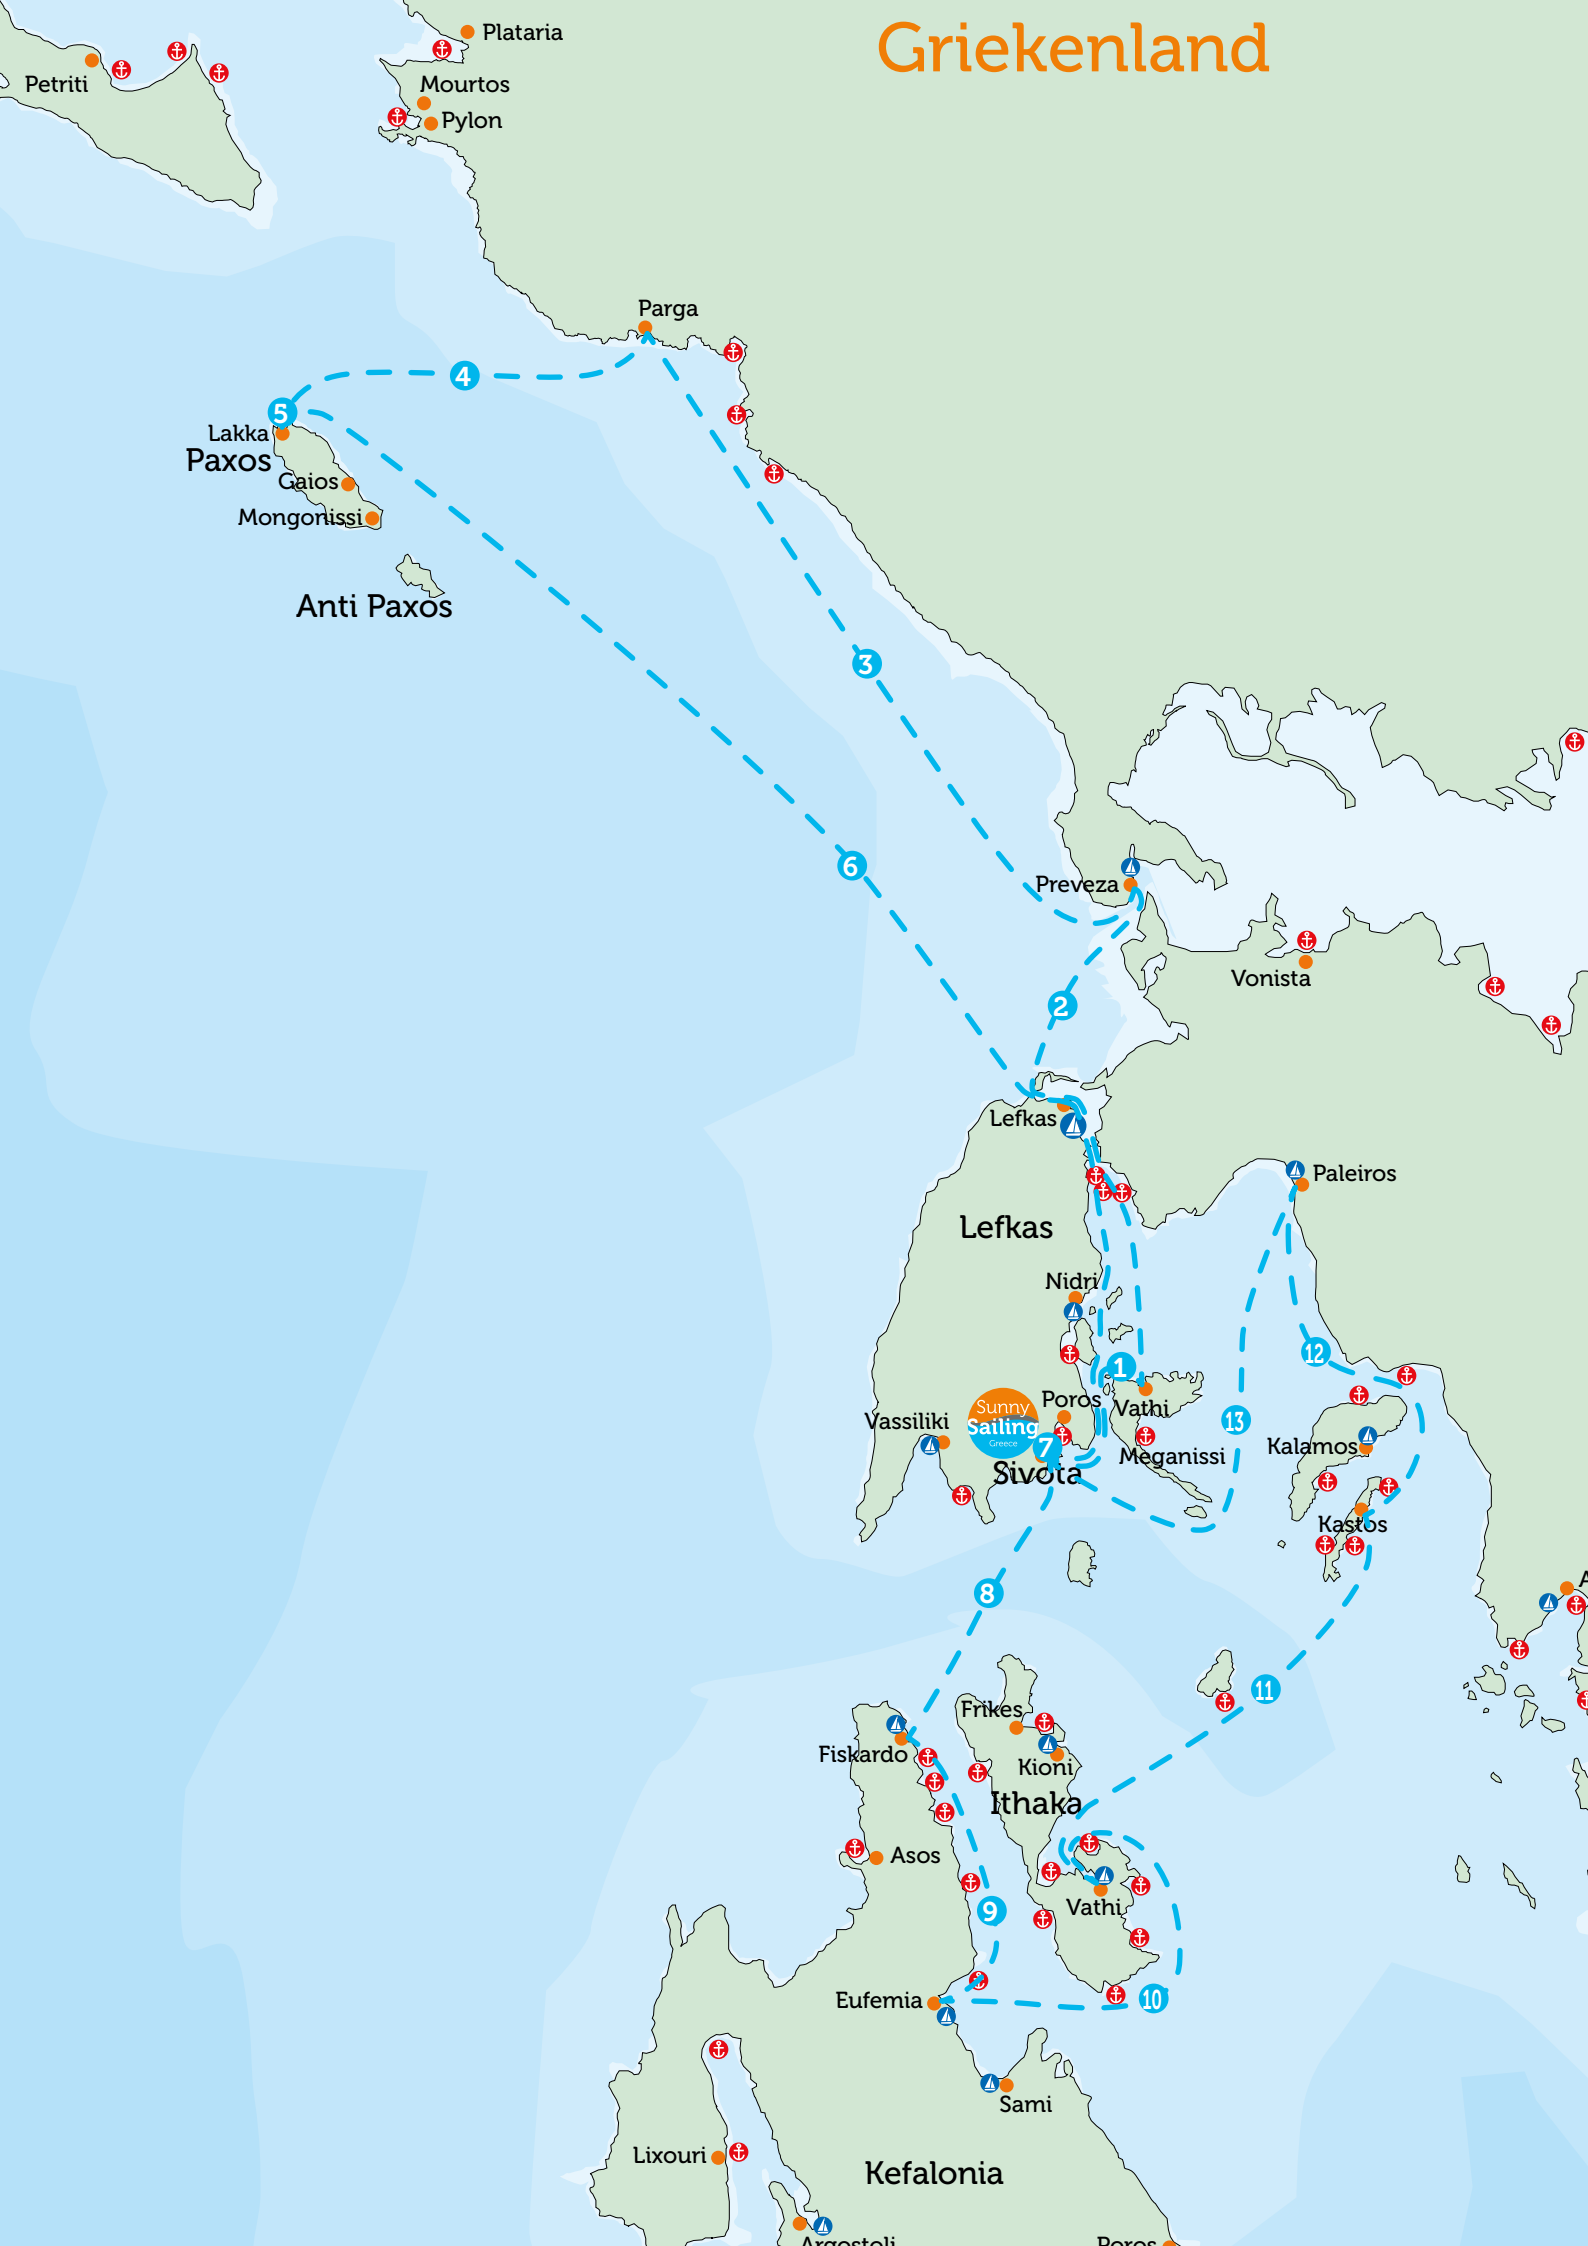 Griekenland
Plataria
Petriti
Mourtos
Pylon
Parga
4
5
Lakka
Paxos
Gaios
Mongonissi
Anti Paxos
3
6
Preveza
Vonista
2
Lefkas
Paleiros
Lefkas
Nidri
12
1
Poros
Vathi
Sunny
Sailing
Greece
Vassiliki
13
7
Kalamos
Meganissi
Sivota
Kastos
8
A
11
Frikes
Fiskardo
Kioni
Ithaka
Asos
Vathi
9
10
Eufemia
Sami
Lixouri
Kefalonia
Argostoli
Poros